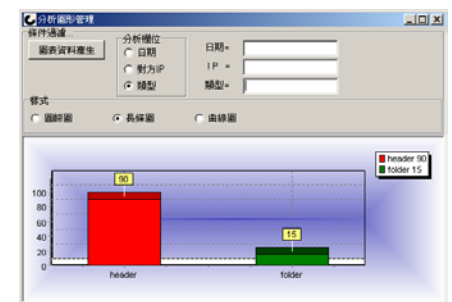 分析圖形管理
條件過濾...
圖表資料產生
分析欄位
日期
對方IP
類型
日期=
IP =
類型=
樣式
圓餅圖
長條圖
曲線圖
header 90
folder 15
90
15
100
80
60
40
20
0
header
folder